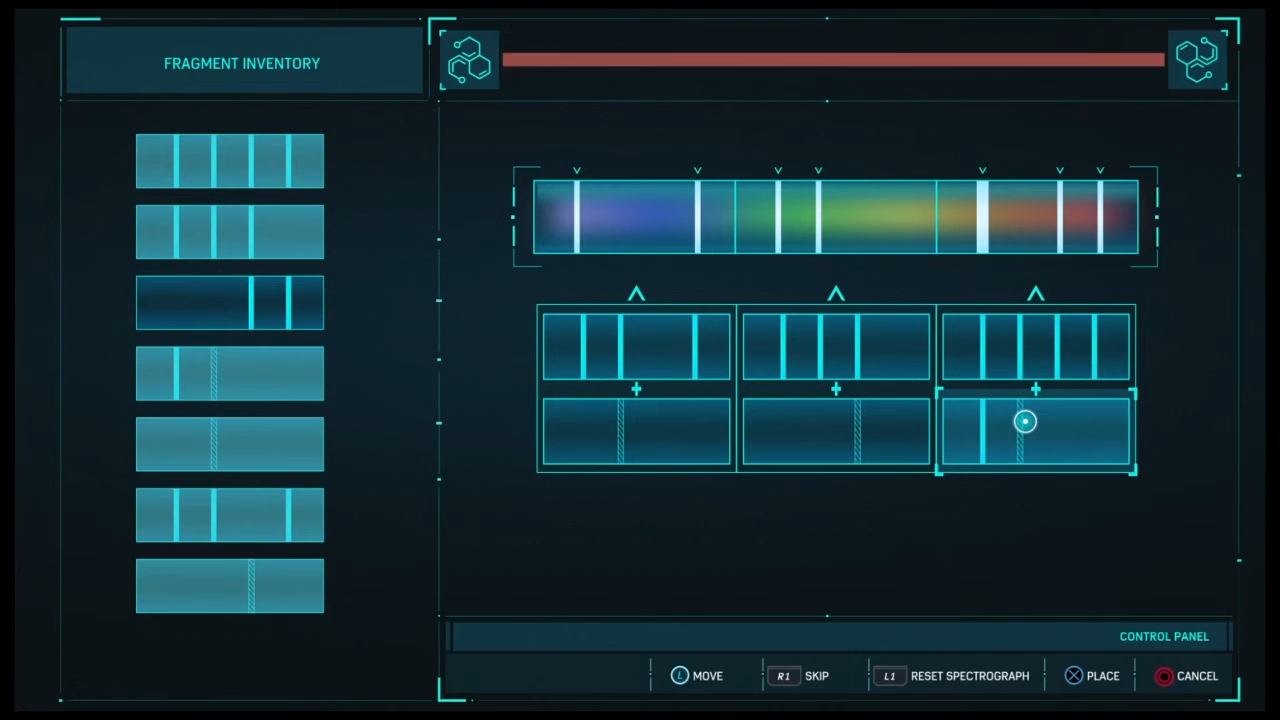 FRAGMENT INVENTORY
CONTROL PANEL
L MOVE
R1 SKIP
L1 RESET SPECTROGRAPH
PLACE
CANCEL